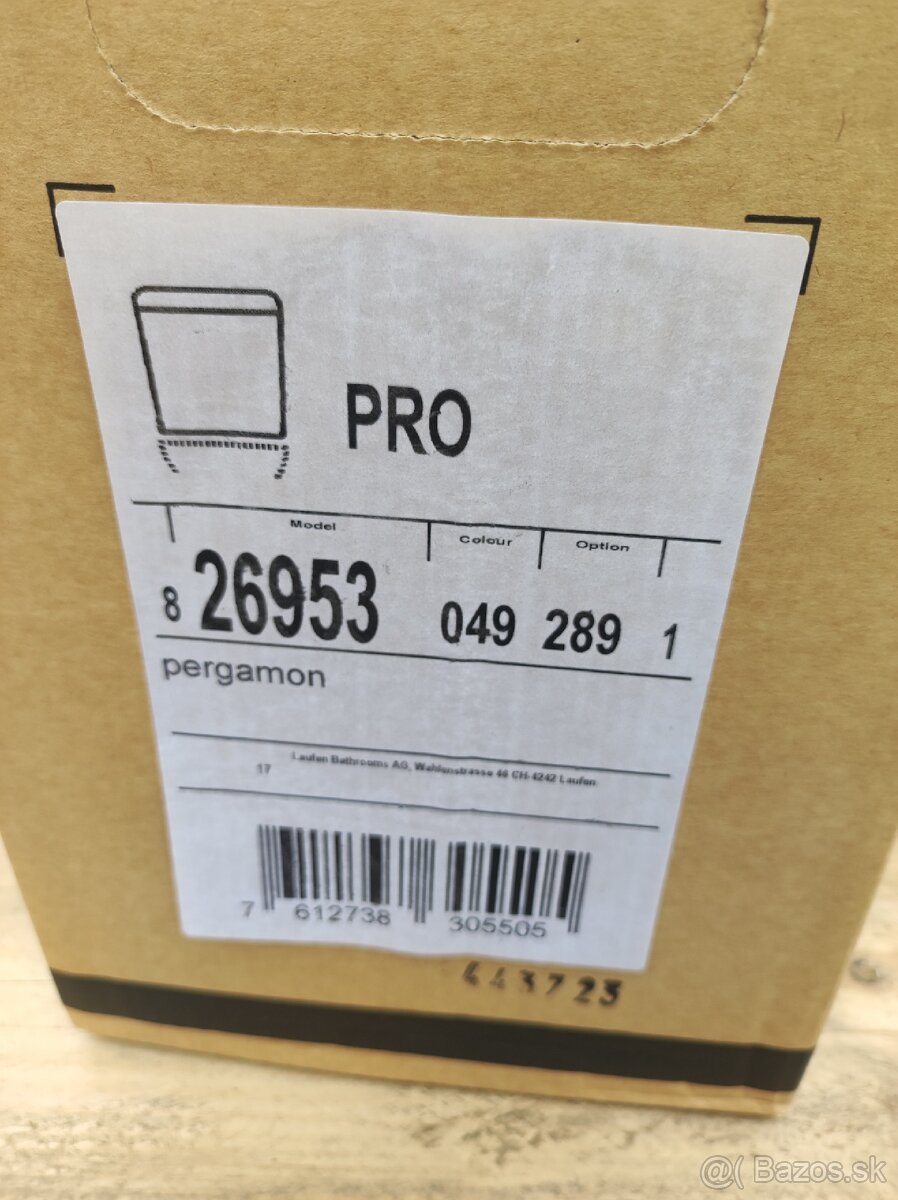 PRO
Model Colour Option
8 26953 049 289 1
pergamon
17 Laufen Bathrooms AG, Wahlenstrasse 46 CH-4242 Laufen
7 612738 305505
443723
@( Bazos.sk